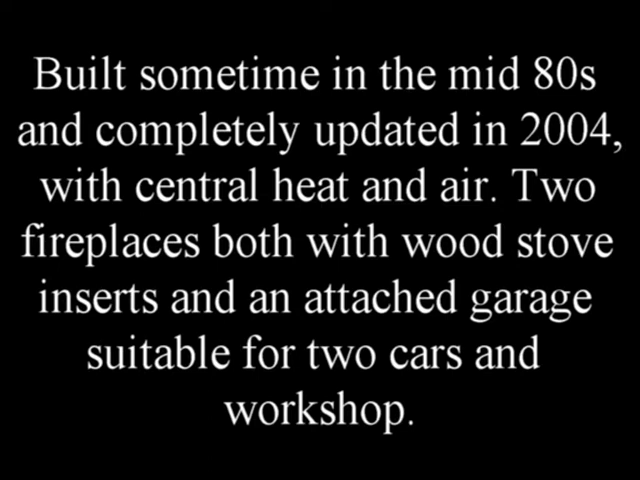 Built sometime in the mid 80s
and completely updated in 2004,
with central heat and air. Two
fireplaces both with wood stove
inserts and an attached garage
suitable for two cars and
workshop.